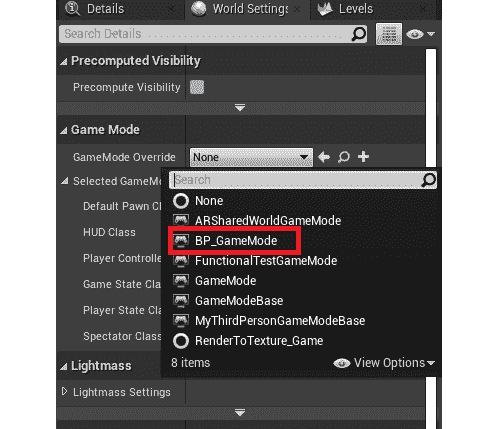 Details
World Settings
Levels
Search Details
Precomputed Visibility
Precompute Visibility
Game Mode
GameMode Override
None
Selected GameM
Search
None
Default Pawn Cl
ARSharedWorldGameMode
HUD Class
BP_GameMode
Player Controlle
FunctionalTestGameMode
Game State Clas
GameMode
GameModeBase
Player State Clas
MyThirdPersonGameModeBase
Spectator Class
RenderToTexture_Game
8 items
View Options
Lightmass
Lightmass Settings